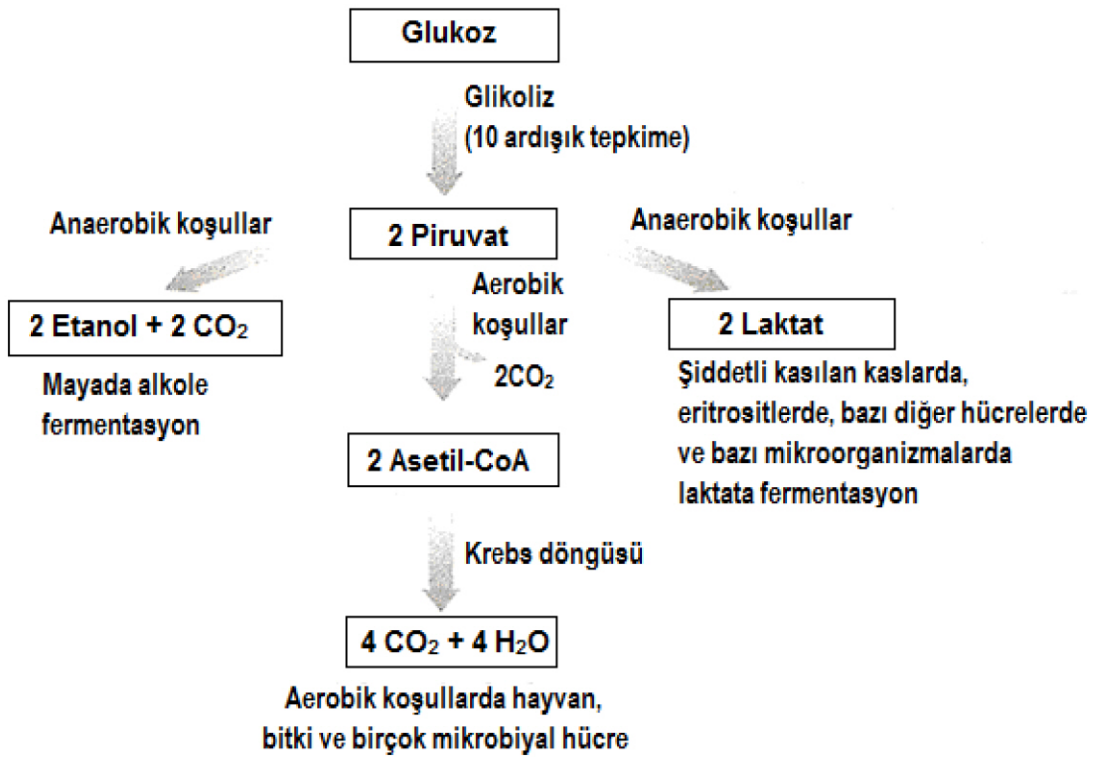 Glukoz
Glikoliz
(10 ardışık tepkime)
Anaerobik koşullar
2 Piruvat
Anaerobik koşullar
2 Etanol + 2 CO₂
Mayada alkole
fermentasyon
Aerobik
koşullar
2CO₂
2 Laktat
Şiddetli kasılan kaslarda,
eritrositlerde, bazı diğer hücrelerde
ve bazı mikroorganizmalarda
laktata fermentasyon
2 Asetil-CoA
Krebs döngüsü
4 CO₂ + 4 H₂O
Aerobik koşullarda hayvan,
bitki ve birçok mikrobiyal hücre